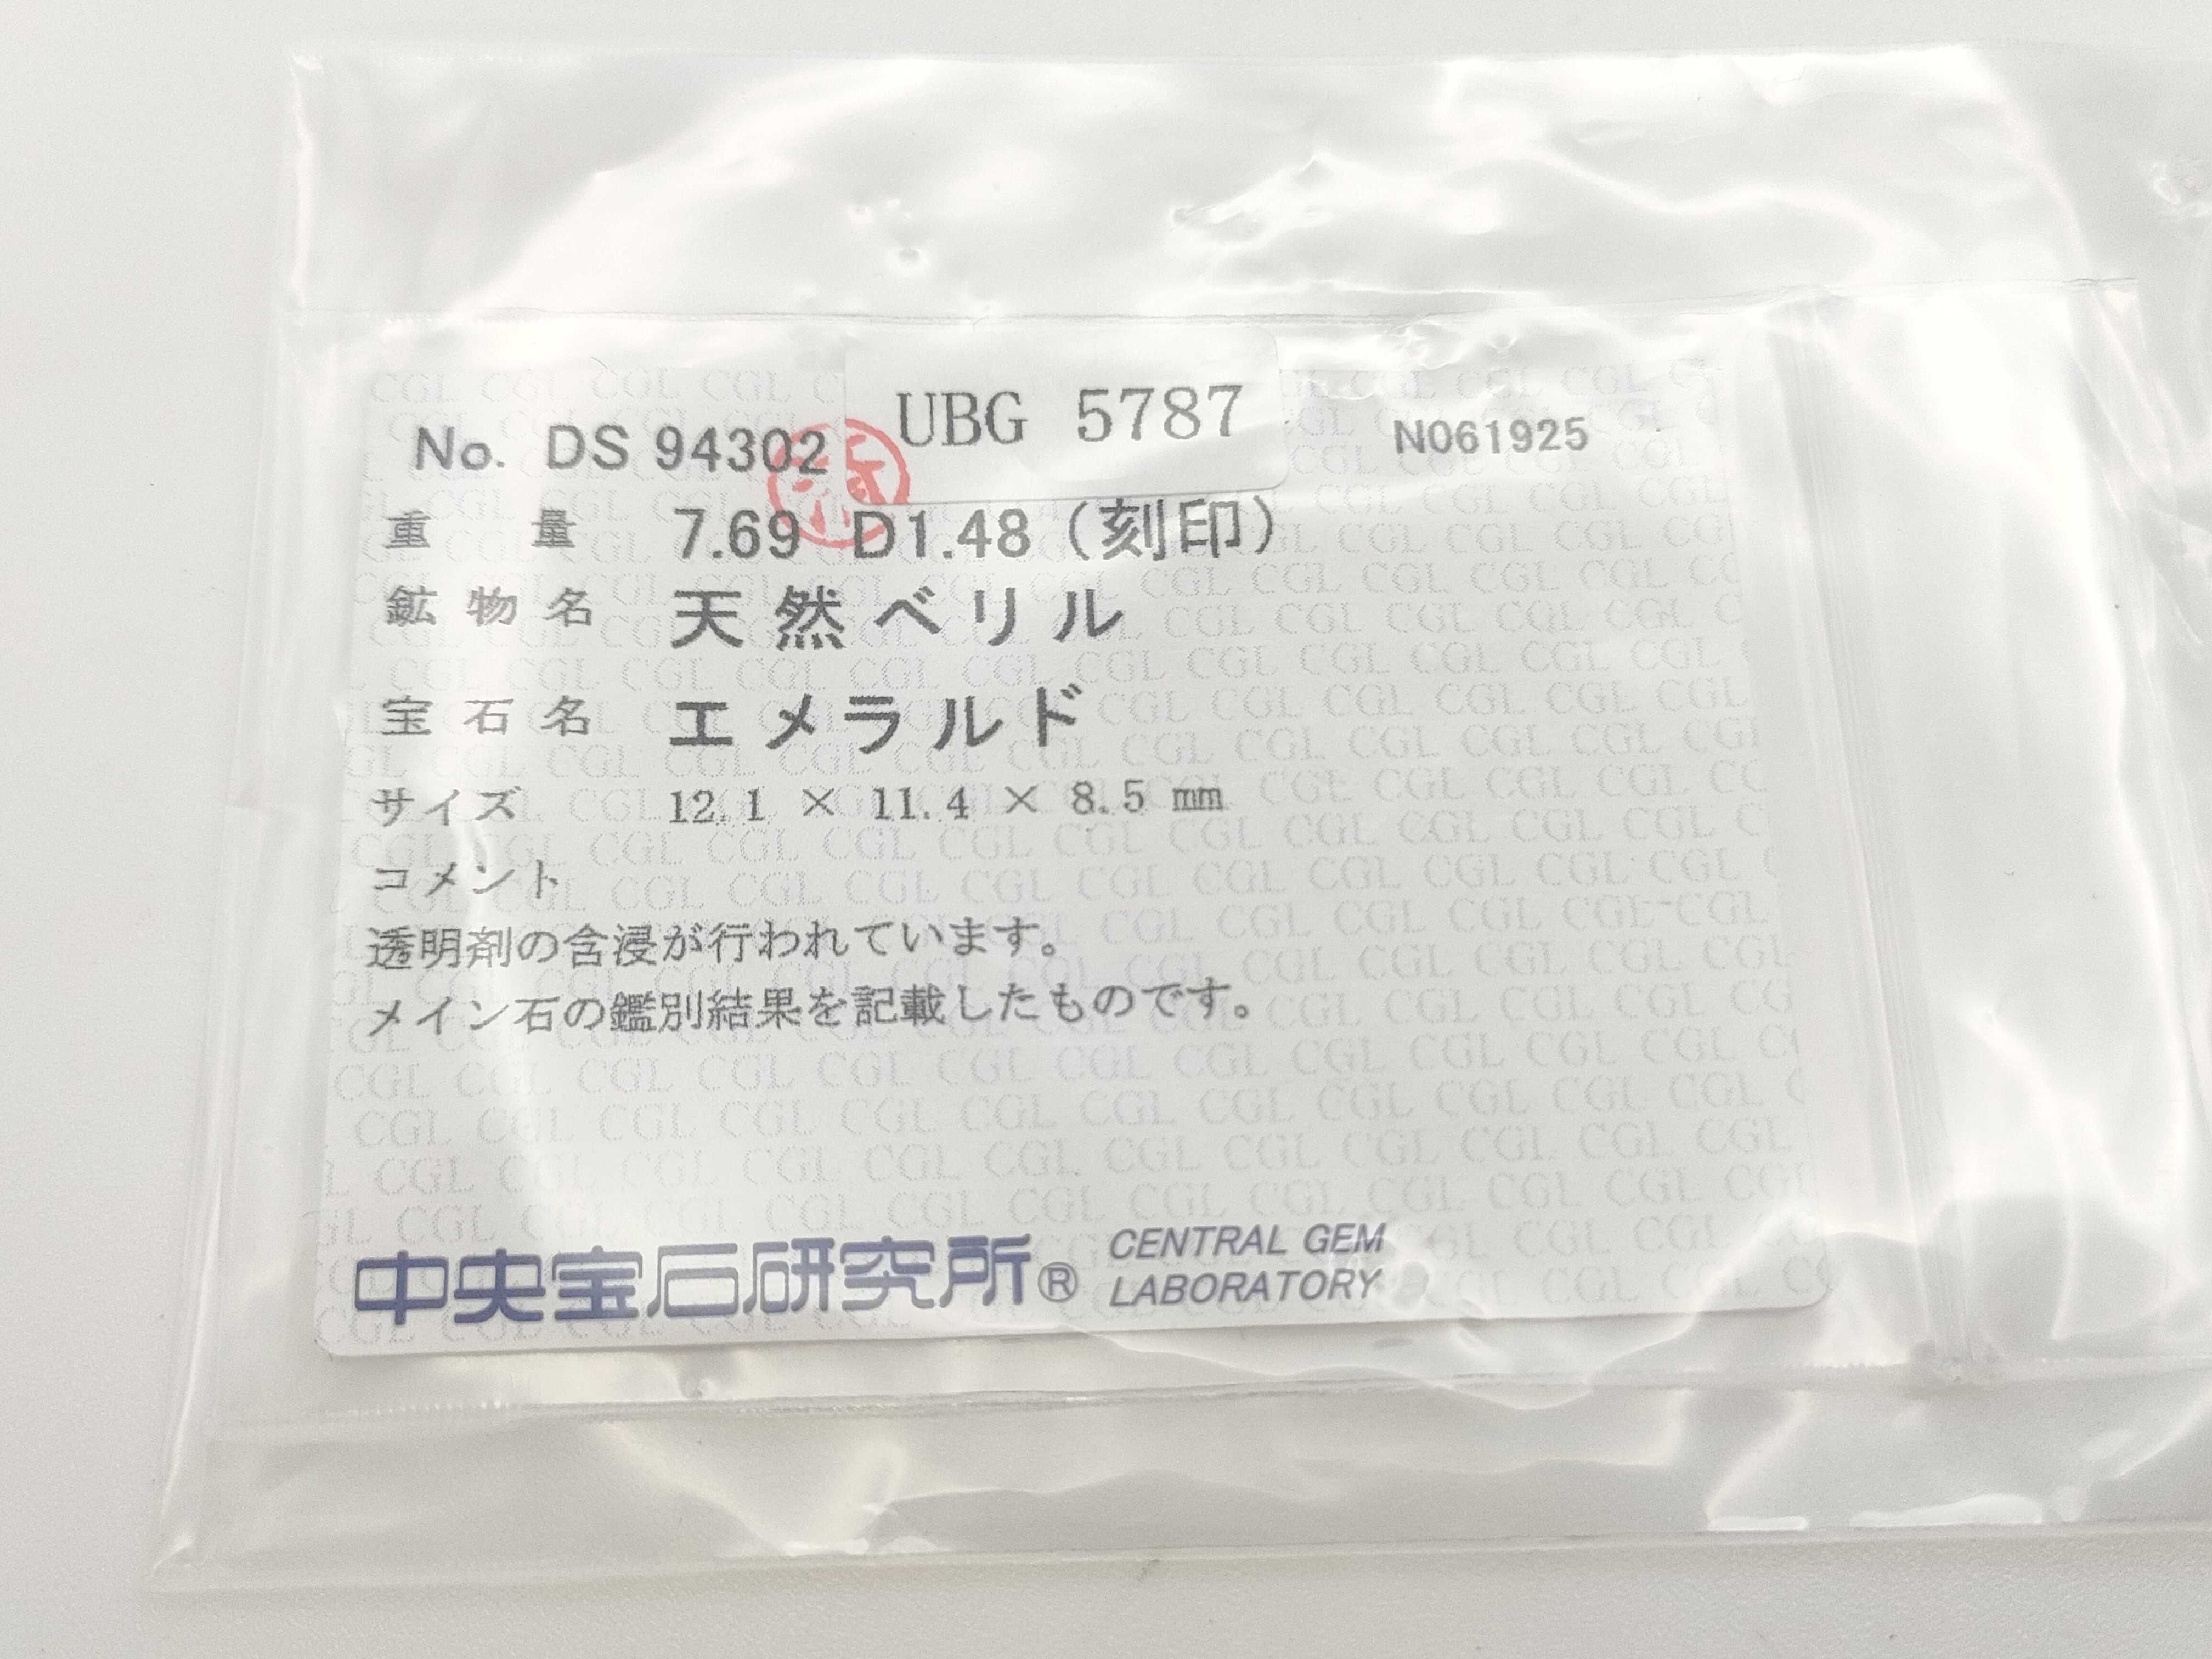 UBG 5787
No. DS 94302
N061925
重量 7.69 D1.48 (刻印)
鉱物名 天然ベリル
宝石名 エメラルド
サイズ 12.1 × 11.4 × 8.5 mm
コメント
透明剤の含浸が行われています。
メイン石の鑑別結果を記載したものです。
中央宝石研究所® CENTRAL GEM
LABORATORY